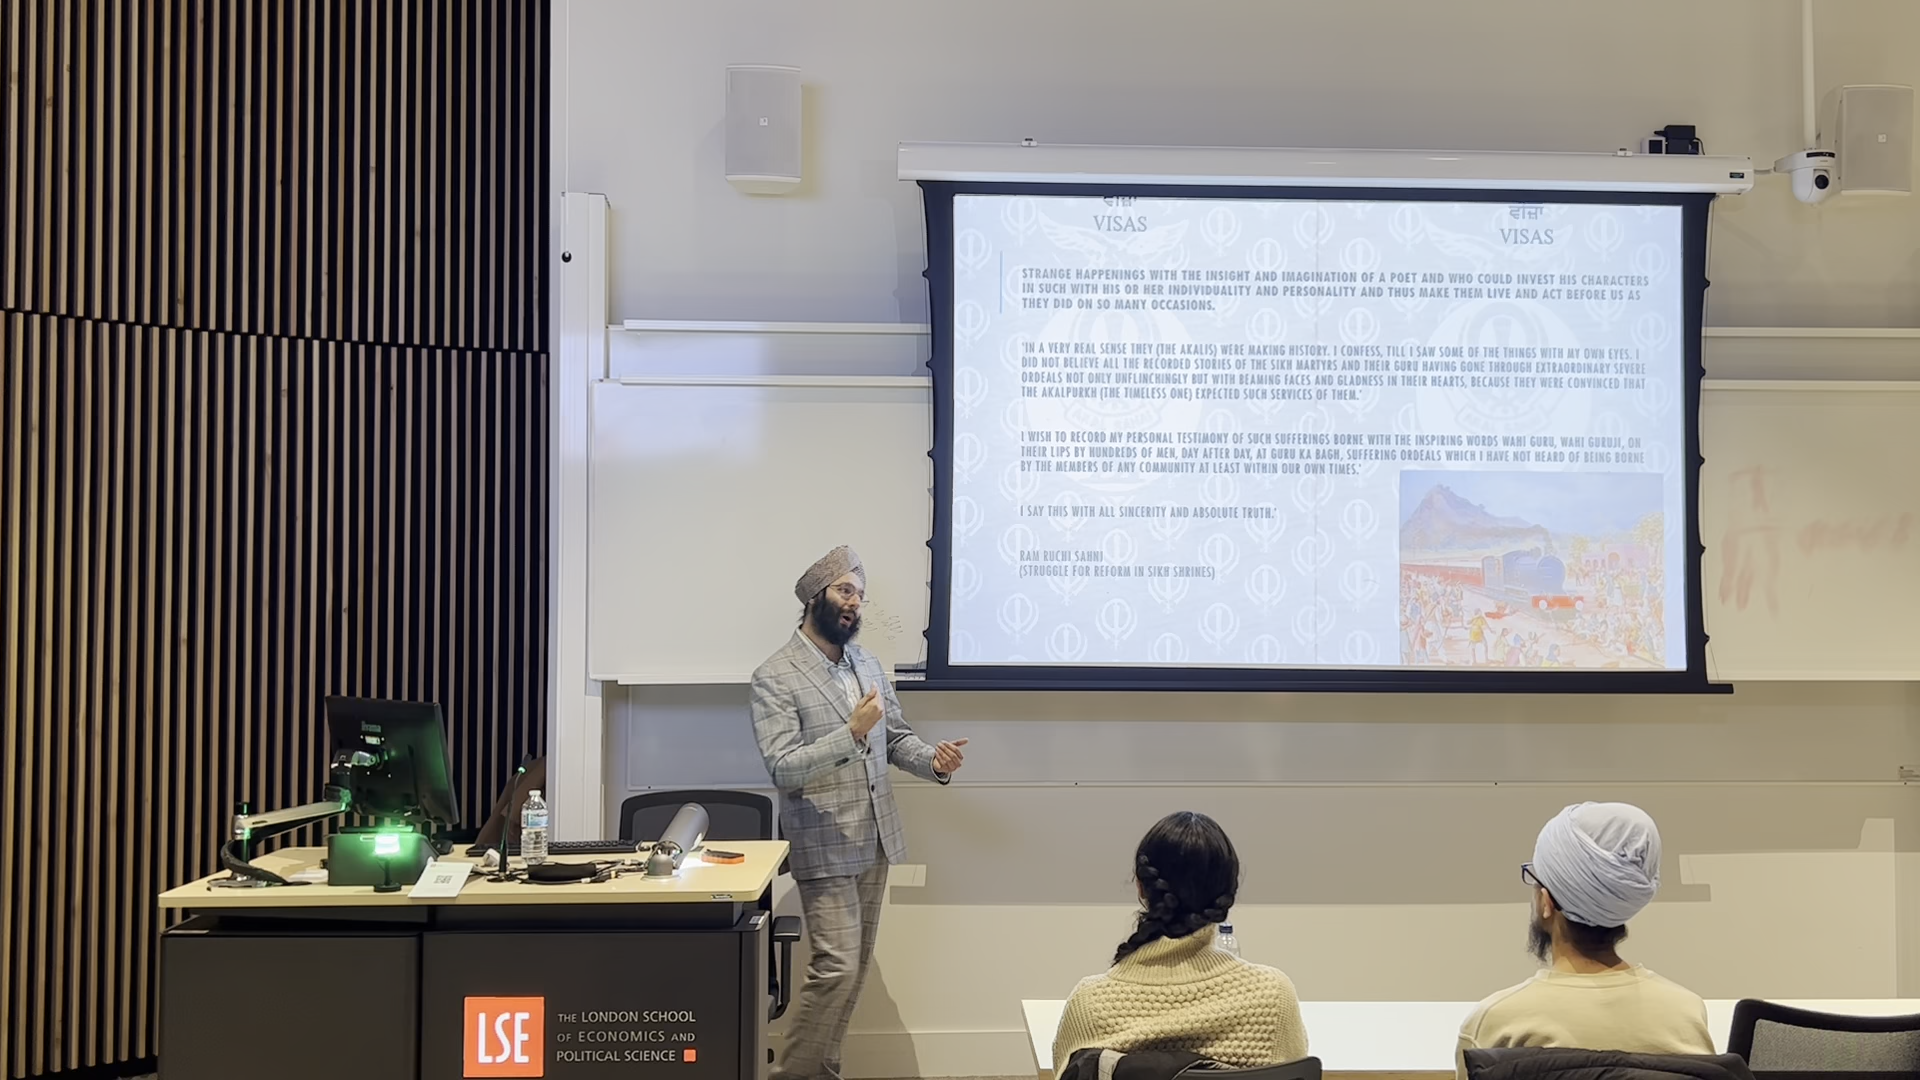 ਵੀਜ਼ਾ
VISAS
ਵੀਜ਼ਾ
VISAS
STRANGE HAPPENINGS WITH THE INSIGHT AND IMAGINATION OF A POET AND WHO COULD INVEST HIS CHARACTERS
IN SUCH WITH HIS OR HER INDIVIDUALITY AND PERSONALITY AND THUS MAKE THEM LIVE AND ACT BEFORE US AS
THEY DID ON SO MANY OCCASIONS.
'IN A VERY REAL SENSE THEY (THE AKALIS) WERE MAKING HISTORY. I CONFESS, TILL I SAW SOME OF THE THINGS WITH MY OWN EYES. I
DID NOT BELIEVE ALL THE RECORDED STORIES OF THE SIKH MARTYRS AND THEIR GURU HAVING GONE THROUGH EXTRAORDINARY SEVERE
ORDEALS NOT ONLY UNFLINCHINGLY BUT WITH BEAMING FACES AND GLADNESS IN THEIR HEARTS, BECAUSE THEY WERE CONVINCED THAT
THE AKALPURKH (THE TIMELESS ONE) EXPECTED SUCH SERVICES OF THEM.'
I WISH TO RECORD MY PERSONAL TESTIMONY OF SUCH SUFFERINGS BORNE WITH THE INSPIRING WORDS WAHI GURU, WAHI GURUJI, ON
THEIR LIPS BY HUNDREDS OF MEN, DAY AFTER DAY, AT GURU KA BAGH, SUFFERING ORDEALS WHICH I HAVE NOT HEARD OF BEING BORNE
BY THE MEMBERS OF ANY COMMUNITY AT LEAST WITHIN OUR OWN TIMES.'
I SAY THIS WITH ALL SINCERITY AND ABSOLUTE TRUTH.'
RAM RUCHI SAHNI
(STRUGGLE FOR REFORM IN SIKH SHRINES)
iiyama
LSE
THE LONDON SCHOOL
OF ECONOMICS AND
POLITICAL SCIENCE